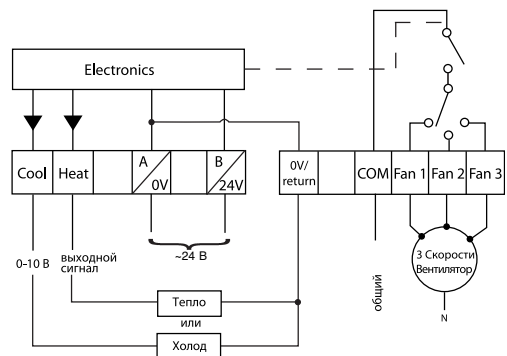 Electronics
Cool
Heat
A
0V
B
24V
0V/
return
COM
Fan 1
Fan 2
Fan 3
0-10 В
выходной
сигнал
~24 В
общий
3 Скорости
Вентилятор
N
Тепло
или
Холод